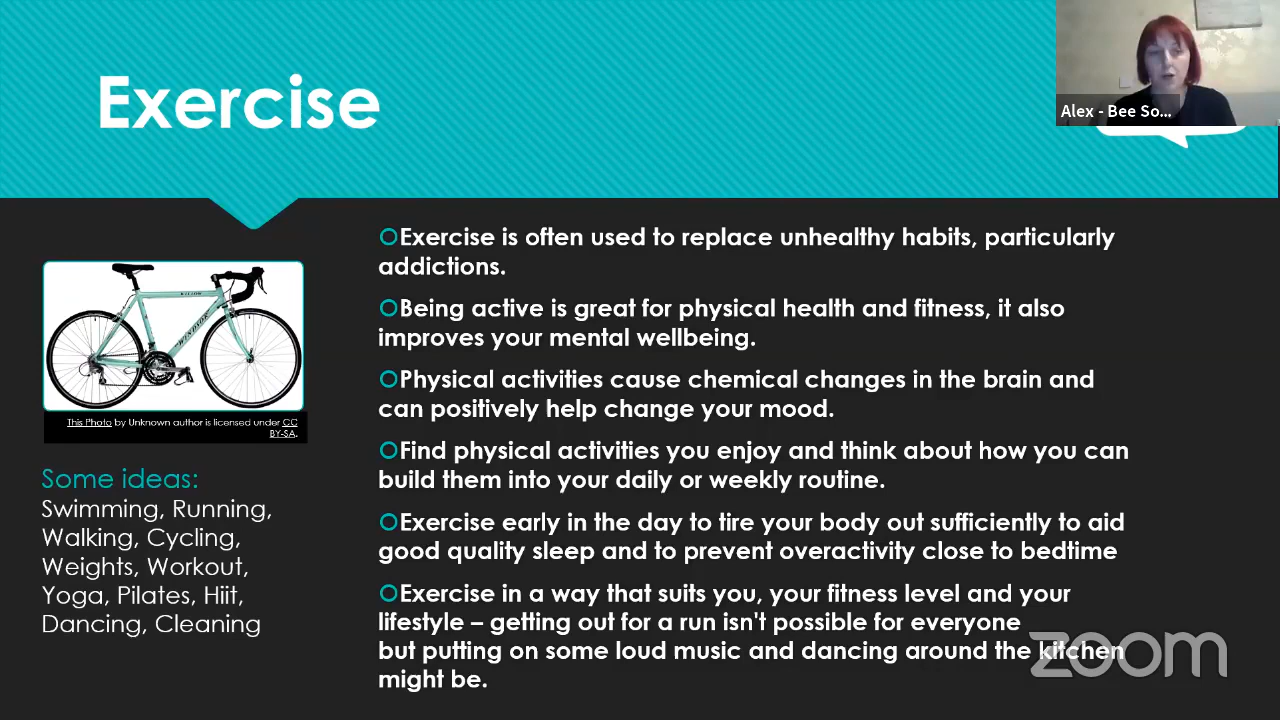 Exercise
Alex - Bee So...
Exercise is often used to replace unhealthy habits, particularly
addictions.
Being active is great for physical health and fitness, it also
improves your mental wellbeing.
Physical activities cause chemical changes in the brain and
can positively help change your mood.
Find physical activities you enjoy and think about how you can
build them into your daily or weekly routine.
Exercise early in the day to tire your body out sufficiently to aid
good quality sleep and to prevent overactivity close to bedtime
Exercise in a way that suits you, your fitness level and your
lifestyle – getting out for a run isn't possible for everyone
but putting on some loud music and dancing around the kitchen
might be.
WINDSOR
This Photo by Unknown author is licensed under CC
BY-SA.
Some ideas:
Swimming, Running,
Walking, Cycling,
Weights, Workout,
Yoga, Pilates, Hiit,
Dancing, Cleaning
zoom